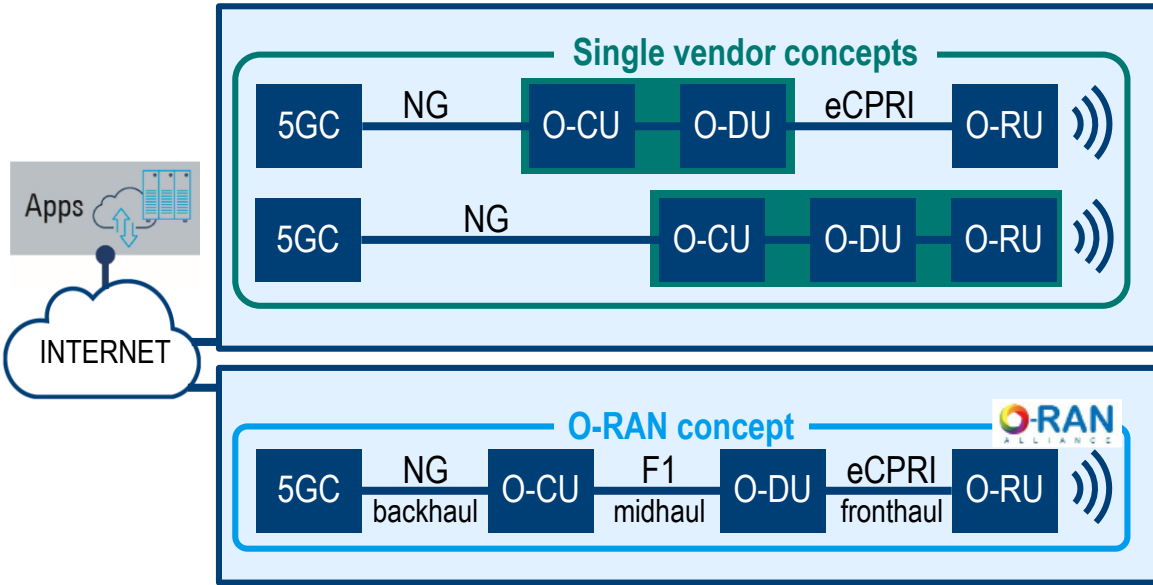 Single vendor concepts
5GC NG O-CU O-DU eCPRI O-RU
Apps
5GC NG O-CU O-DU O-RU
INTERNET
O-RAN
ALLIANCE
O-RAN concept
5GC NG O-CU F1 O-DU eCPRI O-RU
backhaul midhaul fronthaul